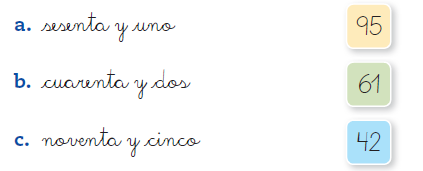 a. sesenta y uno 95
b. cuarenta y dos 61
c. noventa y cinco 42